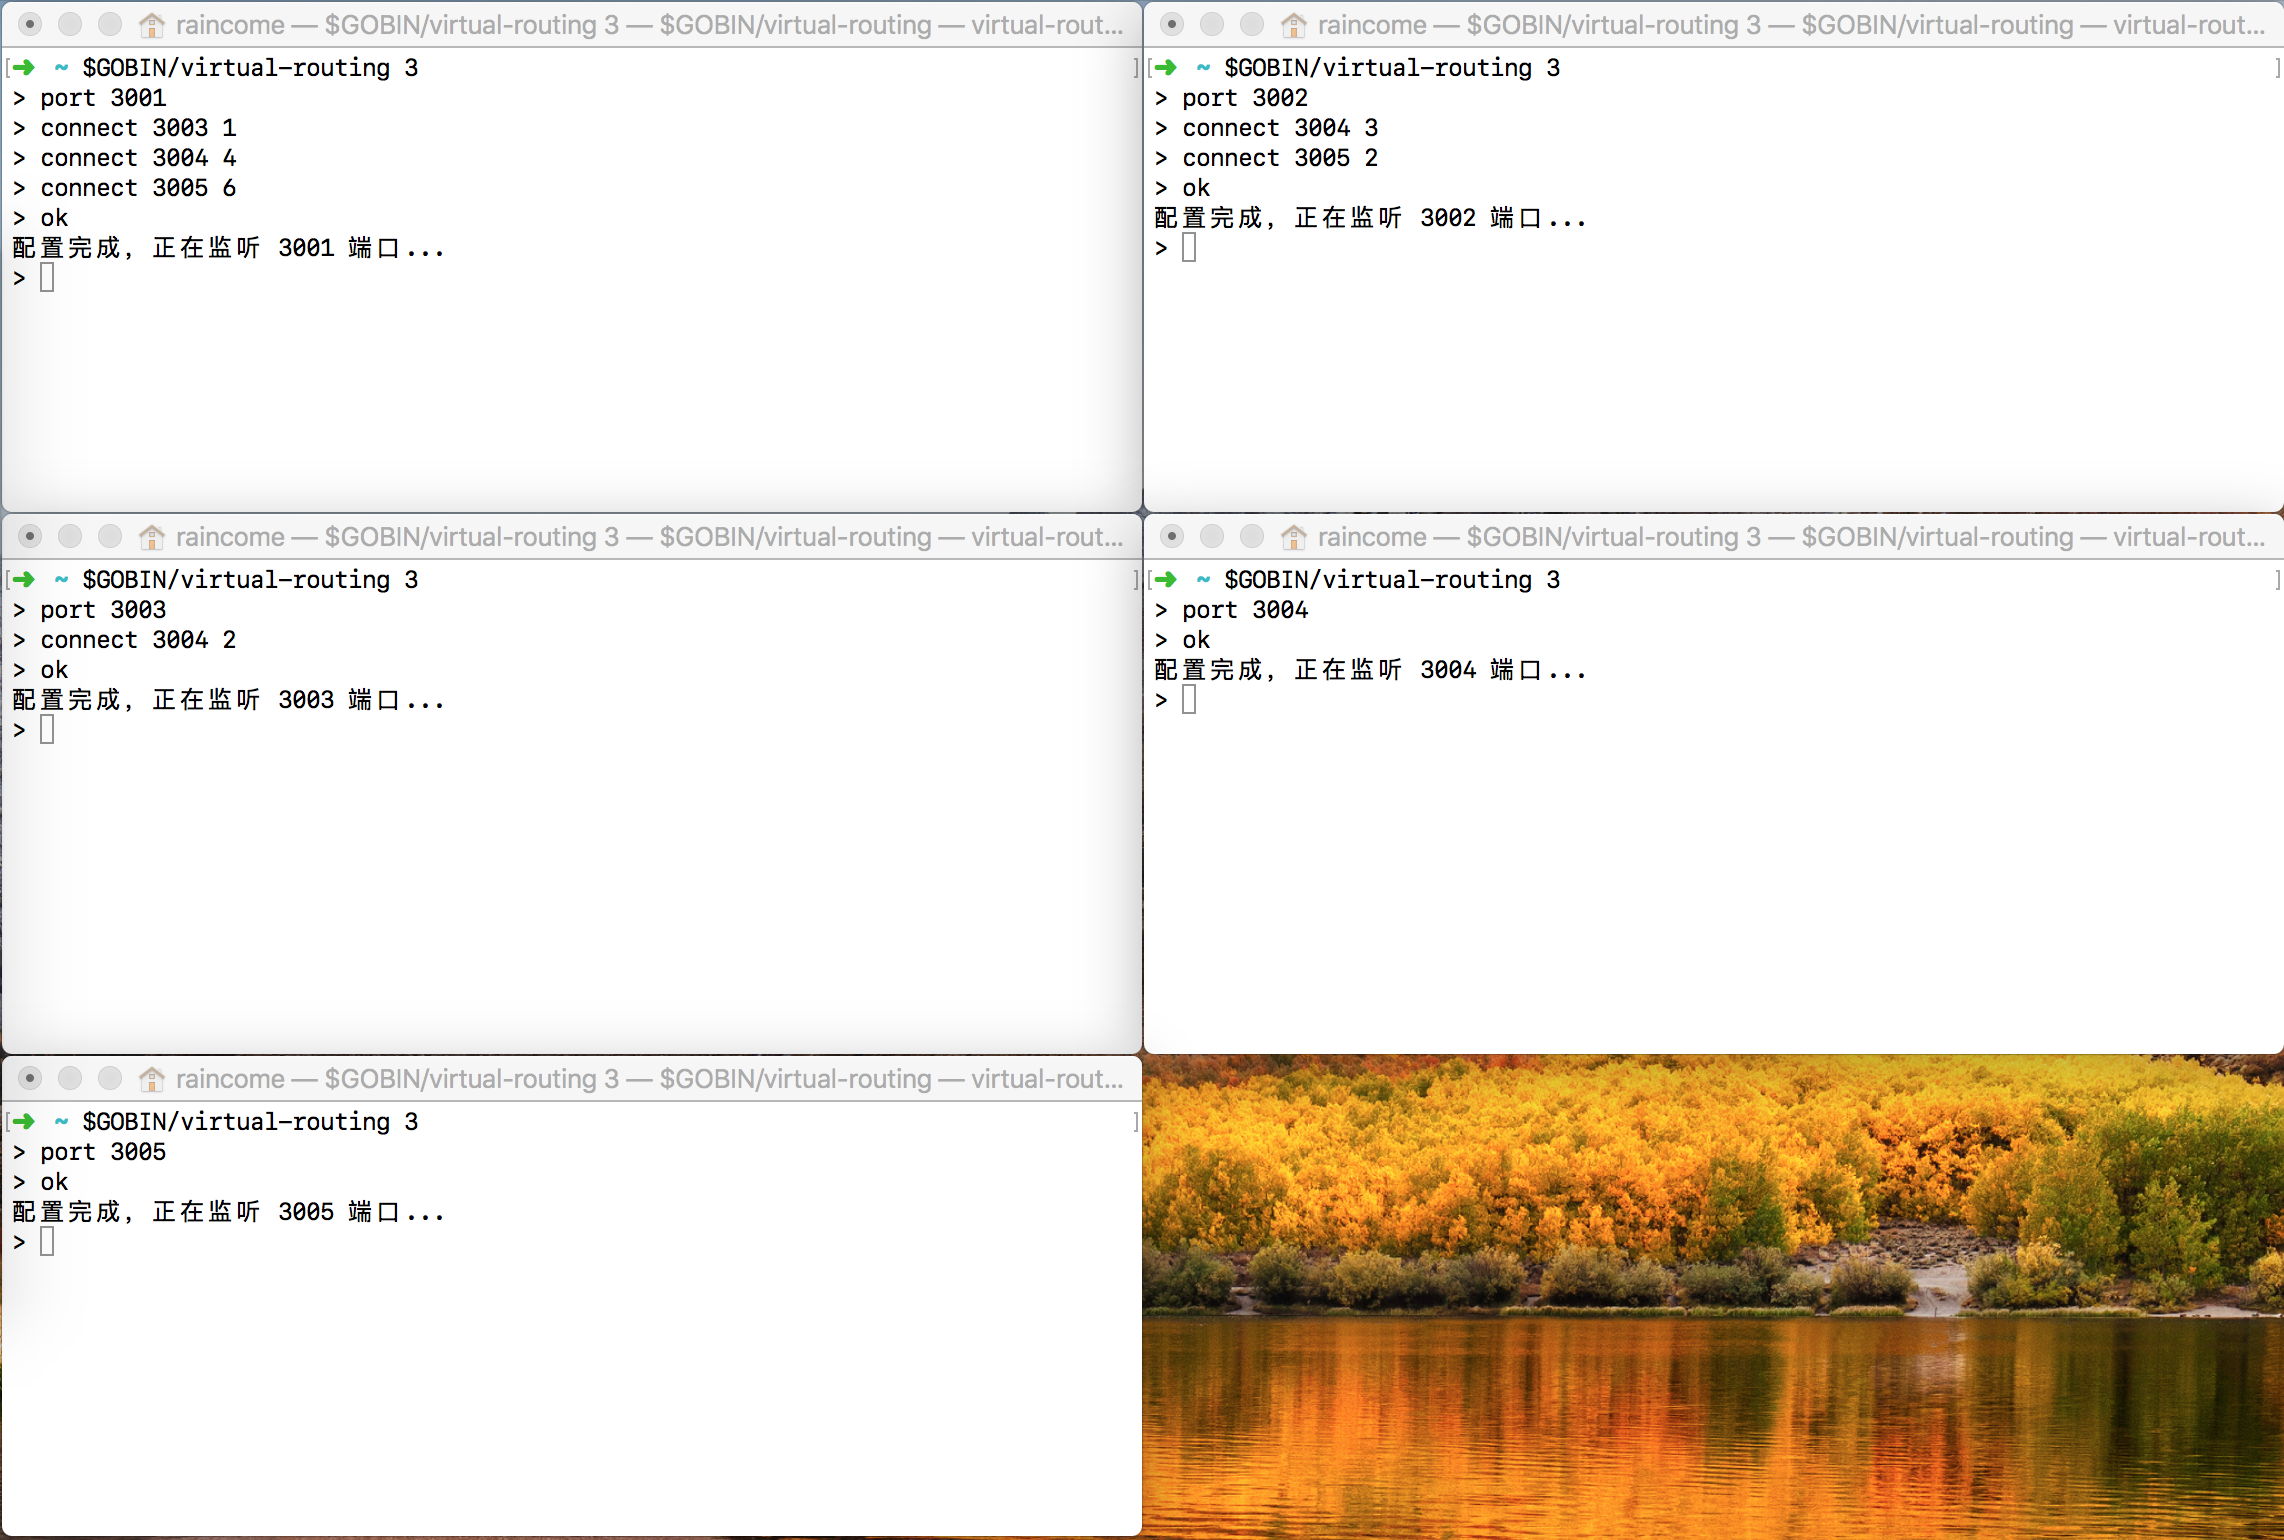 raincome — $GOBIN/virtual-routing 3 — $GOBIN/virtual-routing — virtual-rout...
[➜ ~ $GOBIN/virtual-routing 3 ]
> port 3001
> connect 3003 1
> connect 3004 4
> connect 3005 6
> ok
配置完成, 正在监听 3001 端口...
>
raincome — $GOBIN/virtual-routing 3 — $GOBIN/virtual-routing — virtual-rout...
[➜ ~ $GOBIN/virtual-routing 3 ]
> port 3002
> connect 3004 3
> connect 3005 2
> ok
配置完成, 正在监听 3002 端口...
>
raincome — $GOBIN/virtual-routing 3 — $GOBIN/virtual-routing — virtual-rout...
[➜ ~ $GOBIN/virtual-routing 3 ]
> port 3003
> connect 3004 2
> ok
配置完成, 正在监听 3003 端口...
>
raincome — $GOBIN/virtual-routing 3 — $GOBIN/virtual-routing — virtual-rout...
[➜ ~ $GOBIN/virtual-routing 3 ]
> port 3004
> ok
配置完成, 正在监听 3004 端口...
>
raincome — $GOBIN/virtual-routing 3 — $GOBIN/virtual-routing — virtual-rout...
[➜ ~ $GOBIN/virtual-routing 3 ]
> port 3005
> ok
配置完成, 正在监听 3005 端口...
>